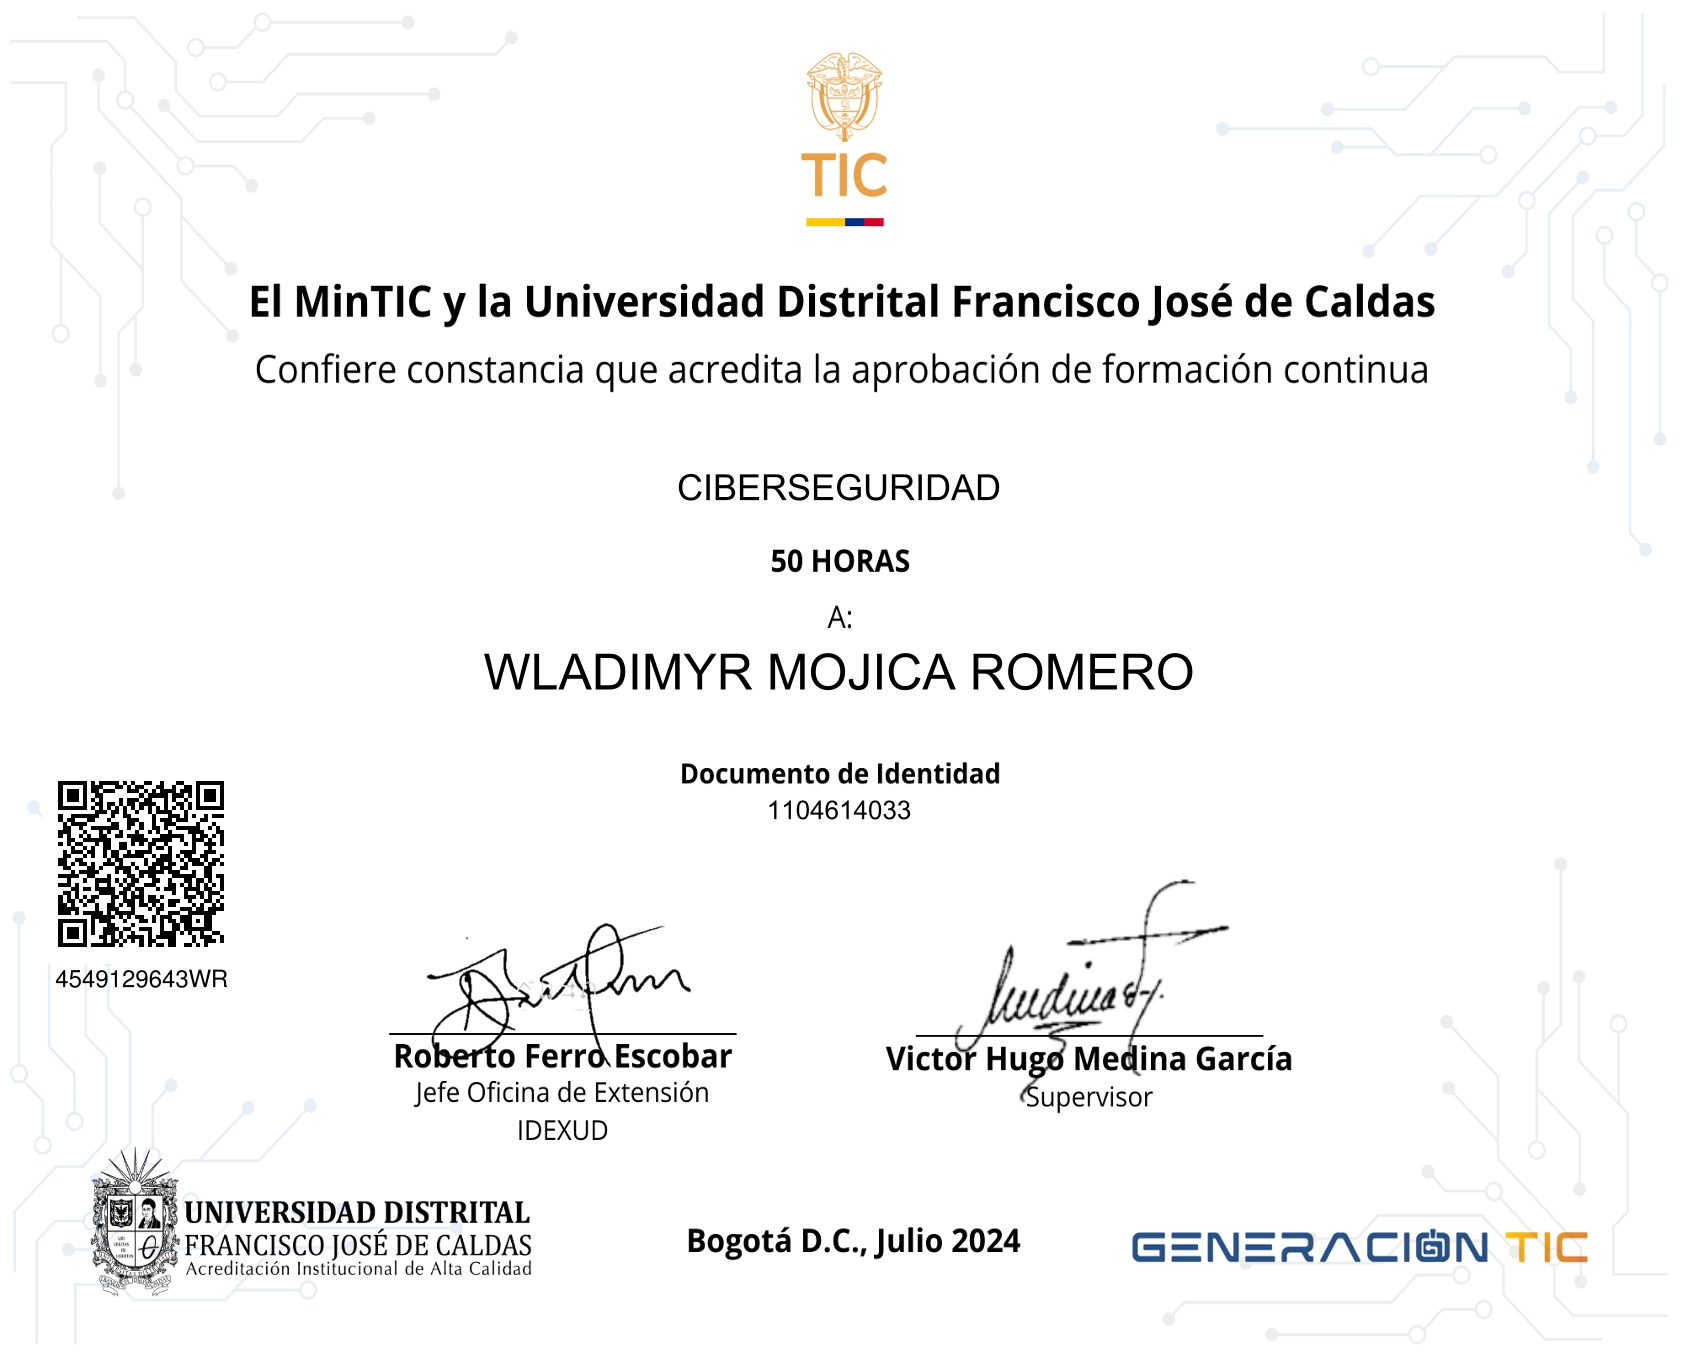 TIC
El MinTIC y la Universidad Distrital Francisco José de Caldas
Confiere constancia que acredita la aprobación de formación continua
CIBERSEGURIDAD
50 HORAS
A:
WLADIMYR MOJICA ROMERO
Documento de Identidad
1104614033
4549129643WR
Roberto Ferro Escobar
Jefe Oficina de Extensión
IDEXUD
Victor Hugo Medina García
Supervisor
UNIVERSIDAD DISTRITAL
FRANCISCO JOSÉ DE CALDAS
Acreditación Institucional de Alta Calidad
Bogotá D.C., Julio 2024
GENERACIÓN TIC